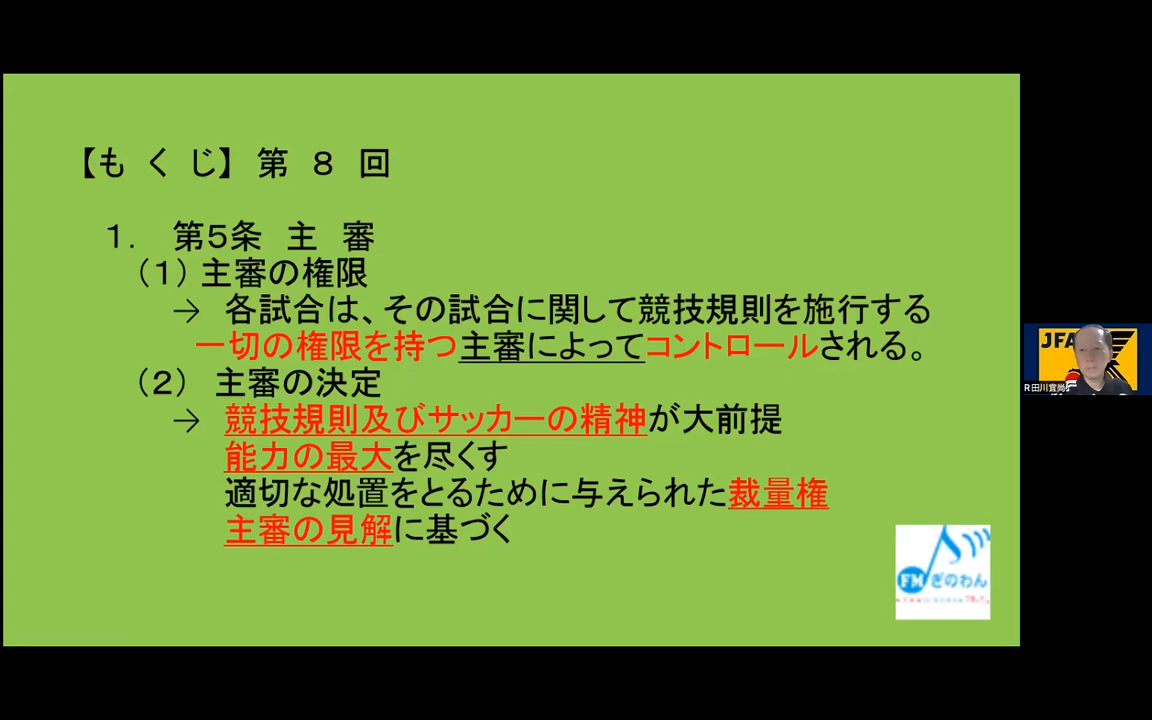 【も く じ】 第 8 回
1. 第5条 主 審
(1) 主審の権限
→ 各試合は、その試合に関して競技規則を施行する
一切の権限を持つ主審によってコントロールされる。
(2) 主審の決定
→ 競技規則及びサッカーの精神が大前提
能力の最大を尽くす
適切な処置をとるために与えられた裁量権
主審の見解に基づく
FM ぎのわん
JFA
R田川宜尚